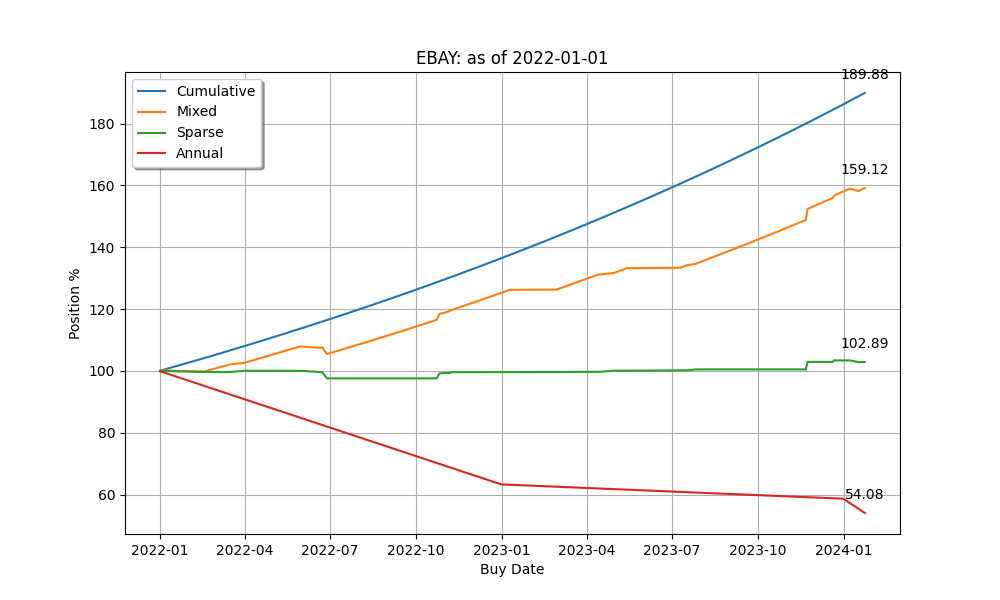 EBAY: as of 2022-01-01
189.88
Cumulative
Mixed
Sparse
Annual
159.12
102.89
54.08
180
160
140
120
100
80
60
Position %
2022-01 2022-04 2022-07 2022-10 2023-01 2023-04 2023-07 2023-10 2024-01
Buy Date